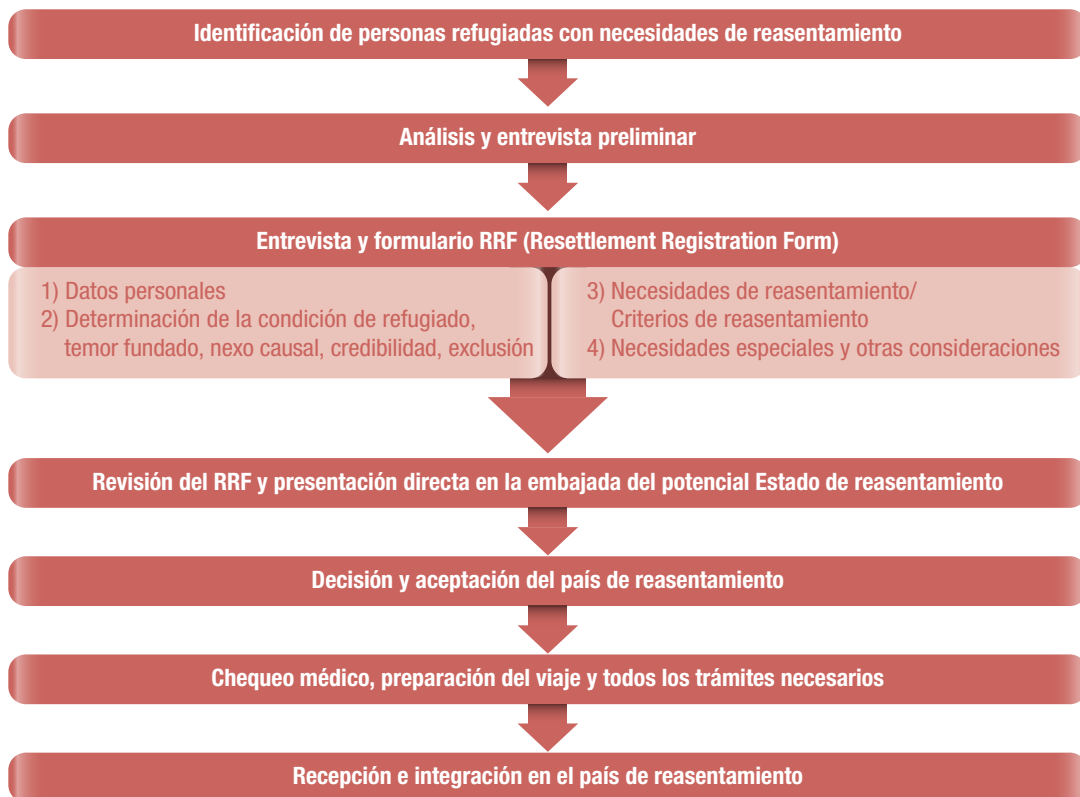 Identificación de personas refugiadas con necesidades de reasentamiento
Análisis y entrevista preliminar
Entrevista y formulario RRF (Resettlement Registration Form)
1) Datos personales
2) Determinación de la condición de refugiado,
temor fundado, nexo causal, credibilidad, exclusión
3) Necesidades de reasentamiento/
Criterios de reasentamiento
4) Necesidades especiales y otras consideraciones
Revisión del RRF y presentación directa en la embajada del potencial Estado de reasentamiento
Decisión y aceptación del país de reasentamiento
Chequeo médico, preparación del viaje y todos los trámites necesarios
Recepción e integración en el país de reasentamiento